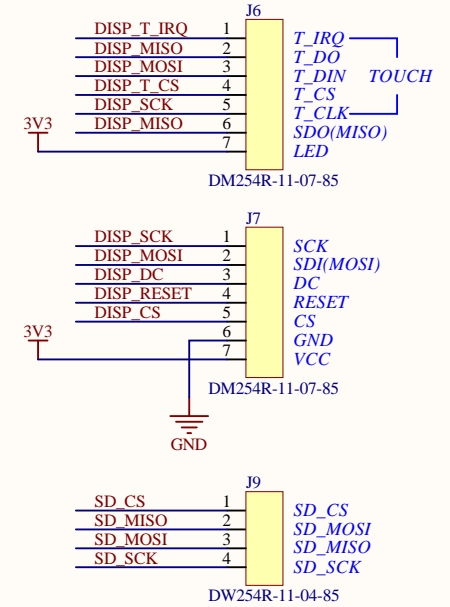 J6
DISP_T_IRQ 1 T_IRQ
DISP_MISO 2 T_DO
DISP_MOSI 3 T_DIN TOUCH
DISP_T_CS 4 T_CS
DISP_SCK 5 T_CLK
3V3 DISP_MISO 6 SDO(MISO)
7 LED
DM254R-11-07-85
J7
DISP_SCK 1 SCK
DISP_MOSI 2 SDI(MOSI)
DISP_DC 3 DC
DISP_RESET 4 RESET
DISP_CS 5 CS
3V3 6 GND
7 VCC
DM254R-11-07-85
GND
J9
SD_CS 1 SD_CS
SD_MISO 2 SD_MOSI
SD_MOSI 3 SD_MISO
SD_SCK 4 SD_SCK
DW254R-11-04-85